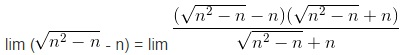 lim (√(n² − n) - n) = lim ((√(n² − n) − n)(√(n² − n) + n)) / (√(n² − n) + n)